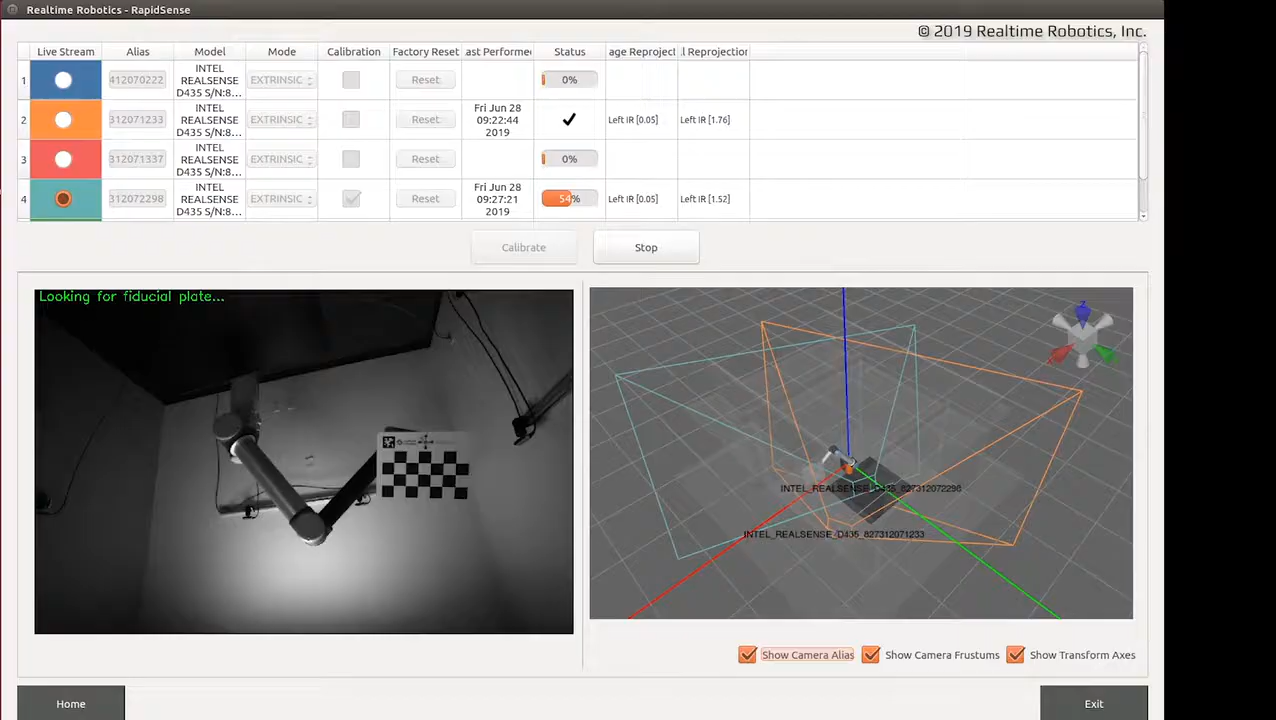 Realtime Robotics - RapidSense
© 2019 Realtime Robotics, Inc.
Live Stream Alias Model Mode Calibration Factory Reset ast Performe Status age Reproject l Reprojection
1 412070222 INTEL REALSENSE D435 S/N:8... EXTRINSIC Reset 0%
2 312071233 INTEL REALSENSE D435 S/N:8... EXTRINSIC Reset Fri Jun 28 09:22:44 2019 Left IR [0.05] Left IR [1.76]
3 312071337 INTEL REALSENSE D435 S/N:8... EXTRINSIC Reset 0%
4 312072298 INTEL REALSENSE D435 S/N:8... EXTRINSIC Reset Fri Jun 28 09:27:21 2019 54% Left IR [0.05] Left IR [1.52]
Calibrate Stop
Looking for fiducial plate...
Z
INTEL_REALSENSE_D435_827312072298
INTEL_REALSENSE_D435_827312071233
Show Camera Alias Show Camera Frustums Show Transform Axes
Home Exit